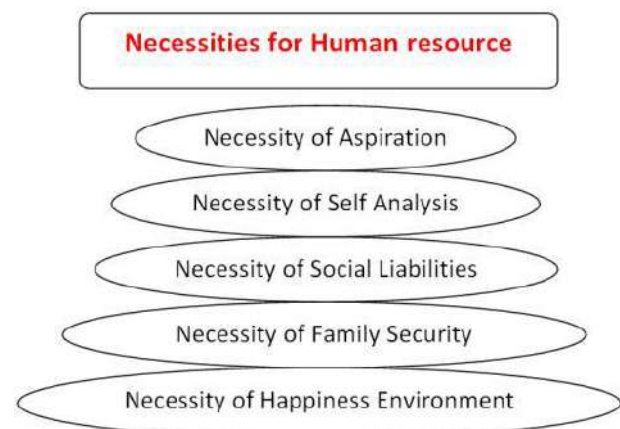 Necessities for Human resource
Necessity of Aspiration
Necessity of Self Analysis
Necessity of Social Liabilities
Necessity of Family Security
Necessity of Happiness Environment